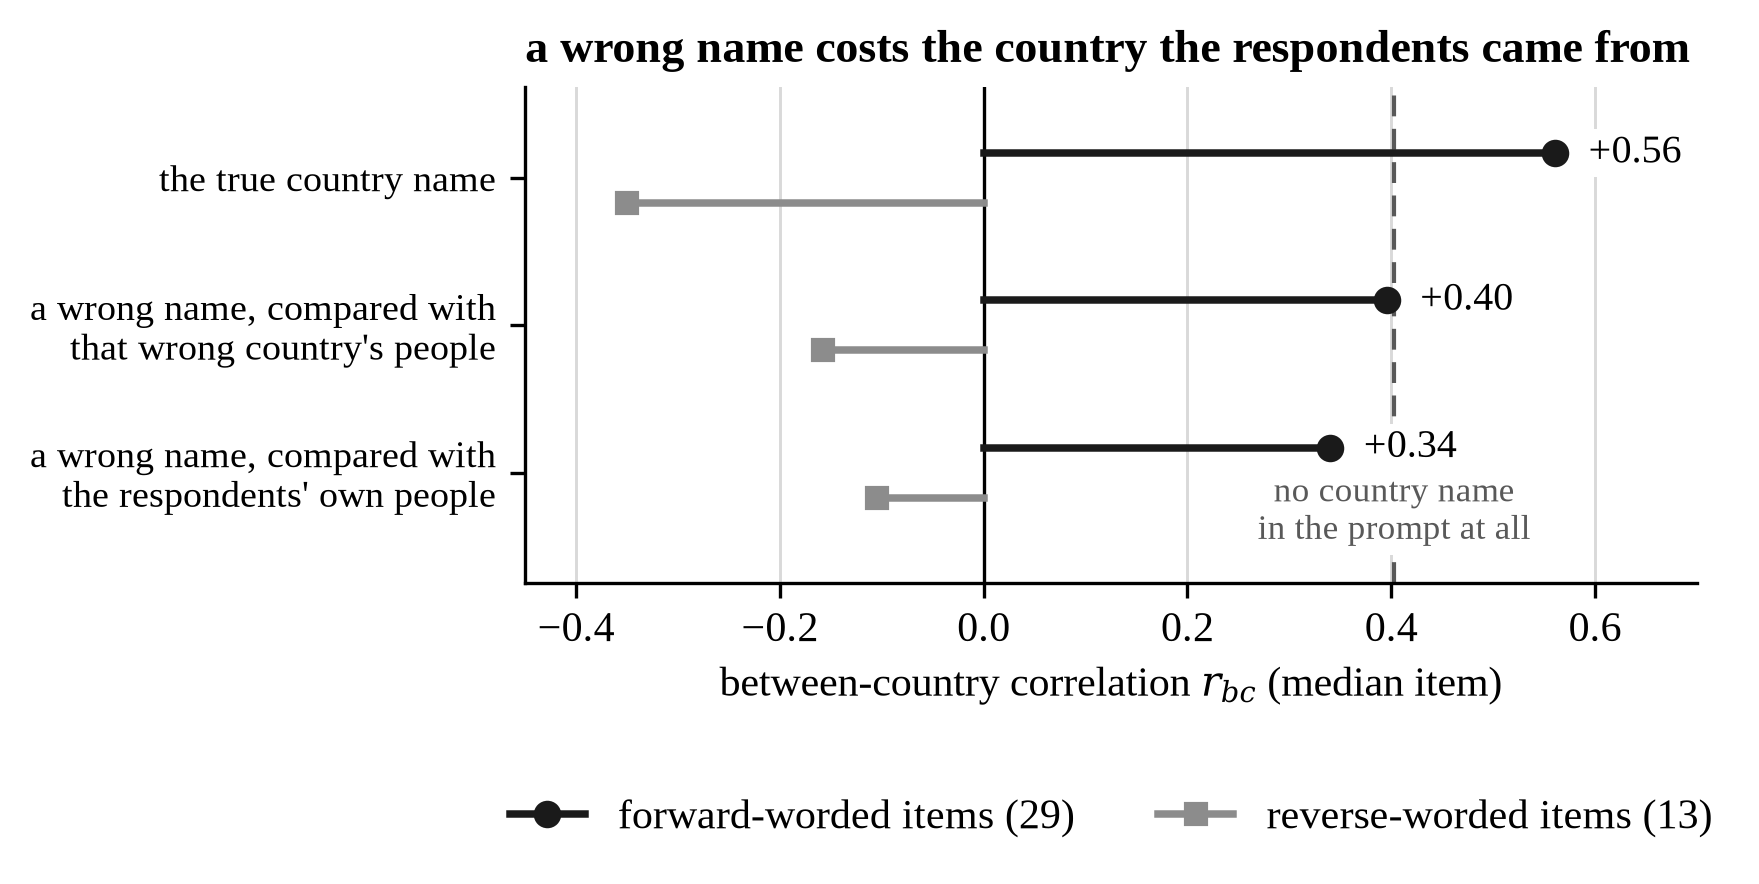 a wrong name costs the country the respondents came from
the true country name
+0.56
a wrong name, compared with
that wrong country's people
+0.40
a wrong name, compared with
the respondents' own people
+0.34
no country name
in the prompt at all
−0.4 −0.2 0.0 0.2 0.4 0.6
between-country correlation r_bc (median item)
forward-worded items (29) reverse-worded items (13)